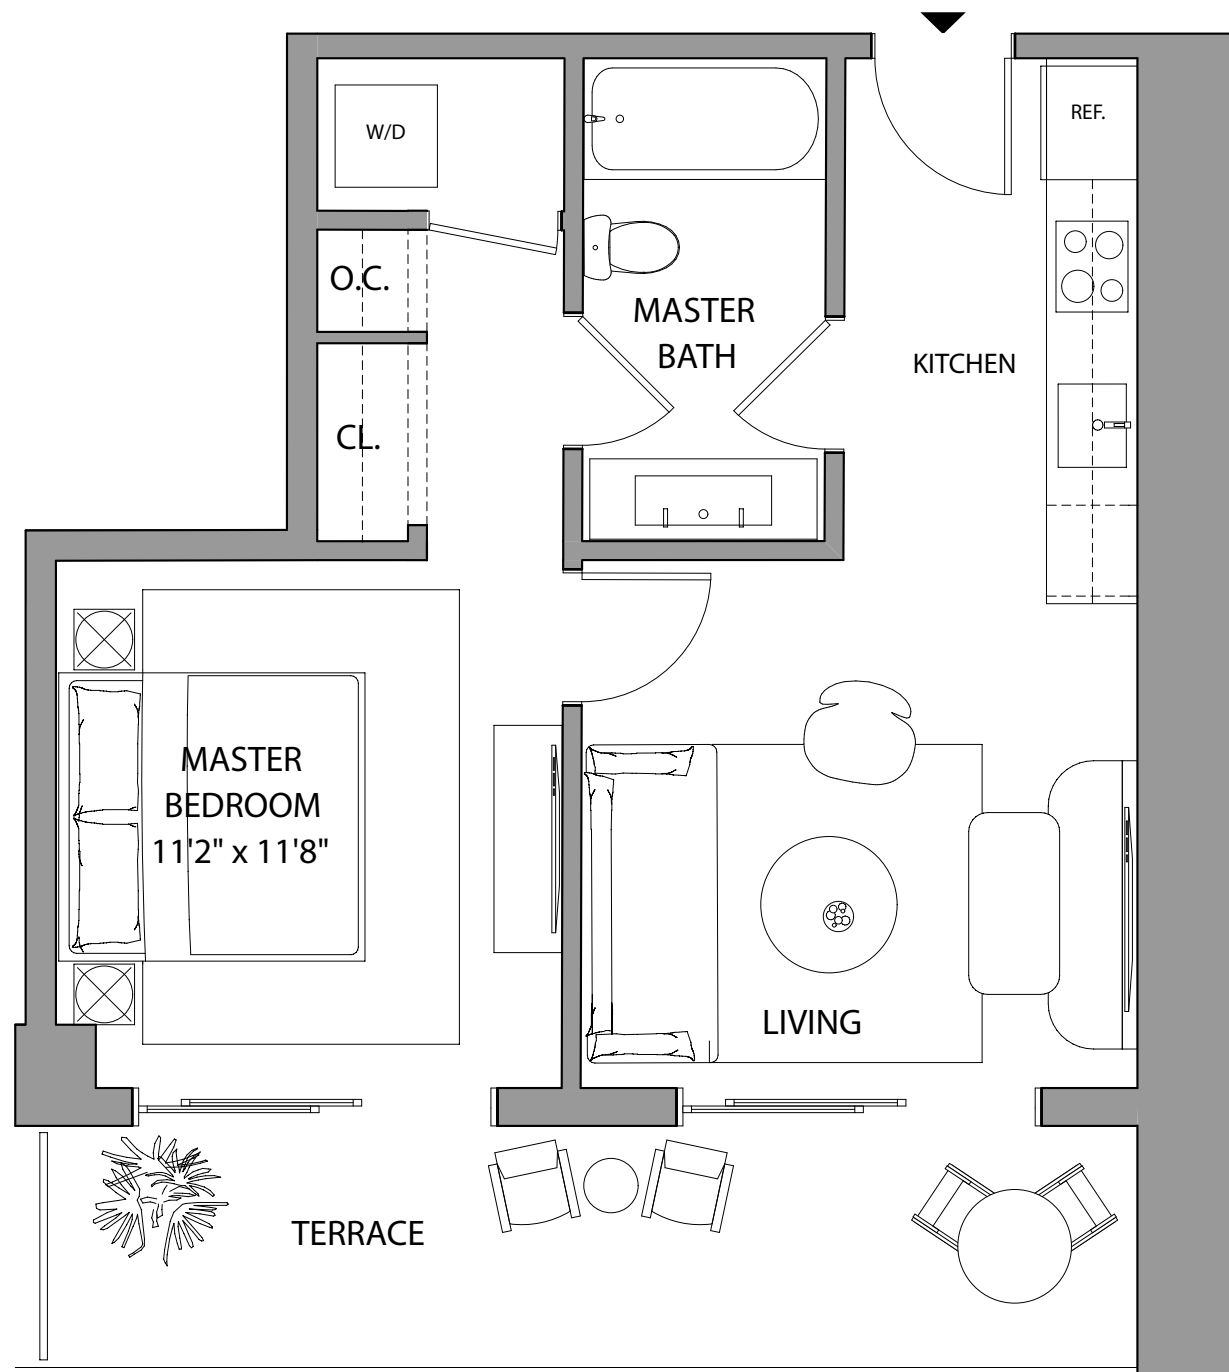 W/D
REF.
O.C.
MASTER
BATH
KITCHEN
CL.
MASTER
BEDROOM
11'2" x 11'8"
LIVING
TERRACE